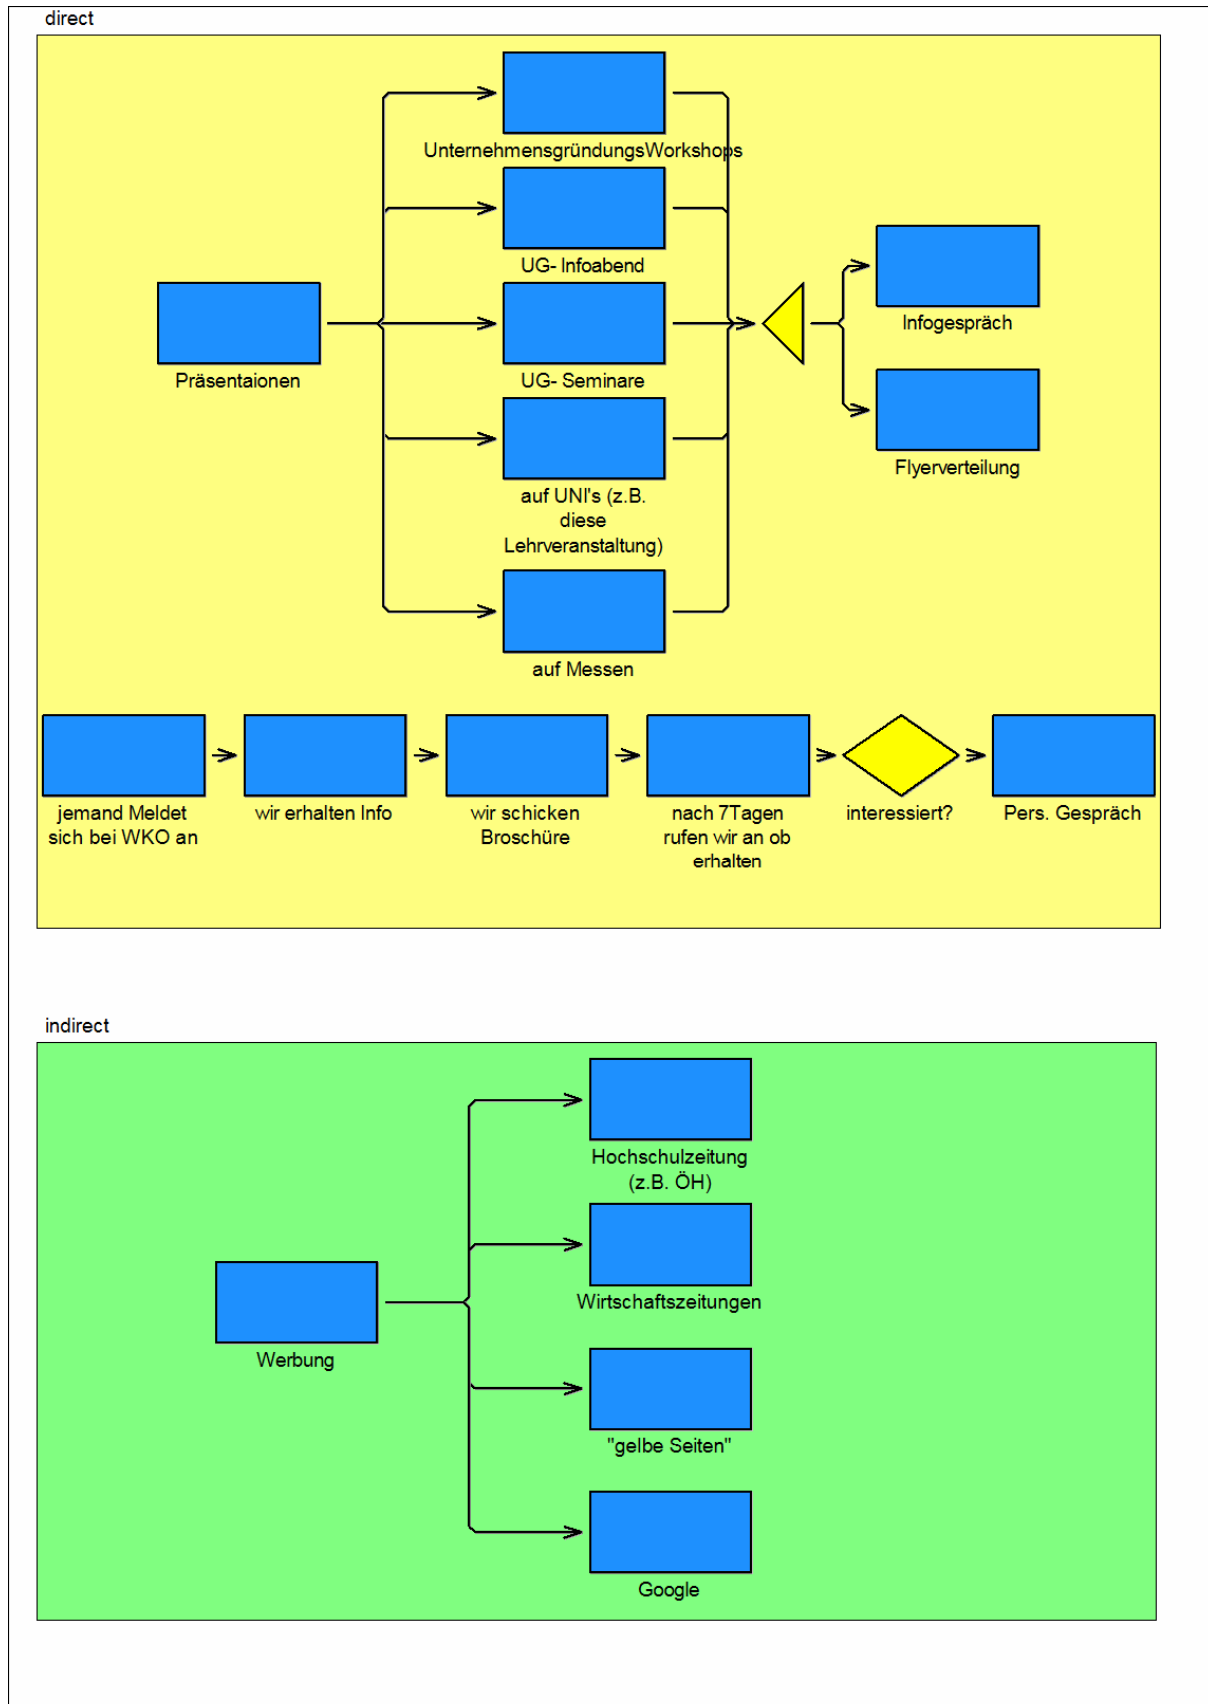 direct
UnternehmensgründungsWorkshops
UG- Infoabend
Infogespräch
Präsentaionen
UG- Seminare
Flyerverteilung
auf UNI's (z.B.
diese
Lehrveranstaltung)
auf Messen
jemand Meldet
sich bei WKO an
wir erhalten Info
wir schicken
Broschüre
nach 7Tagen
rufen wir an ob
erhalten
interessiert?
Pers. Gespräch
indirect
Hochschulzeitung
(z.B. ÖH)
Wirtschaftszeitungen
Werbung
"gelbe Seiten"
Google